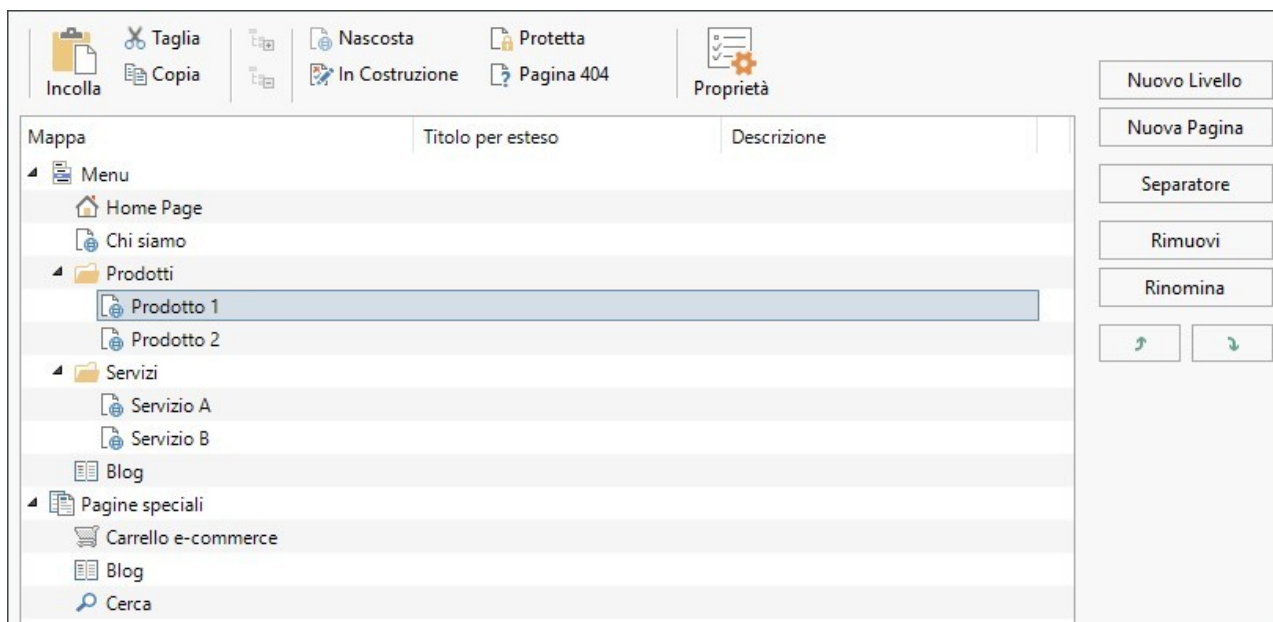 Taglia Nascosta Protetta
Incolla Copia In Costruzione Pagina 404 Proprietà
Nuovo Livello
Nuova Pagina
Separatore
Rimuovi
Rinomina
Mappa Titolo per esteso Descrizione
Menu
Home Page
Chi siamo
Prodotti
Prodotto 1
Prodotto 2
Servizi
Servizio A
Servizio B
Blog
Pagine speciali
Carrello e-commerce
Blog
Cerca